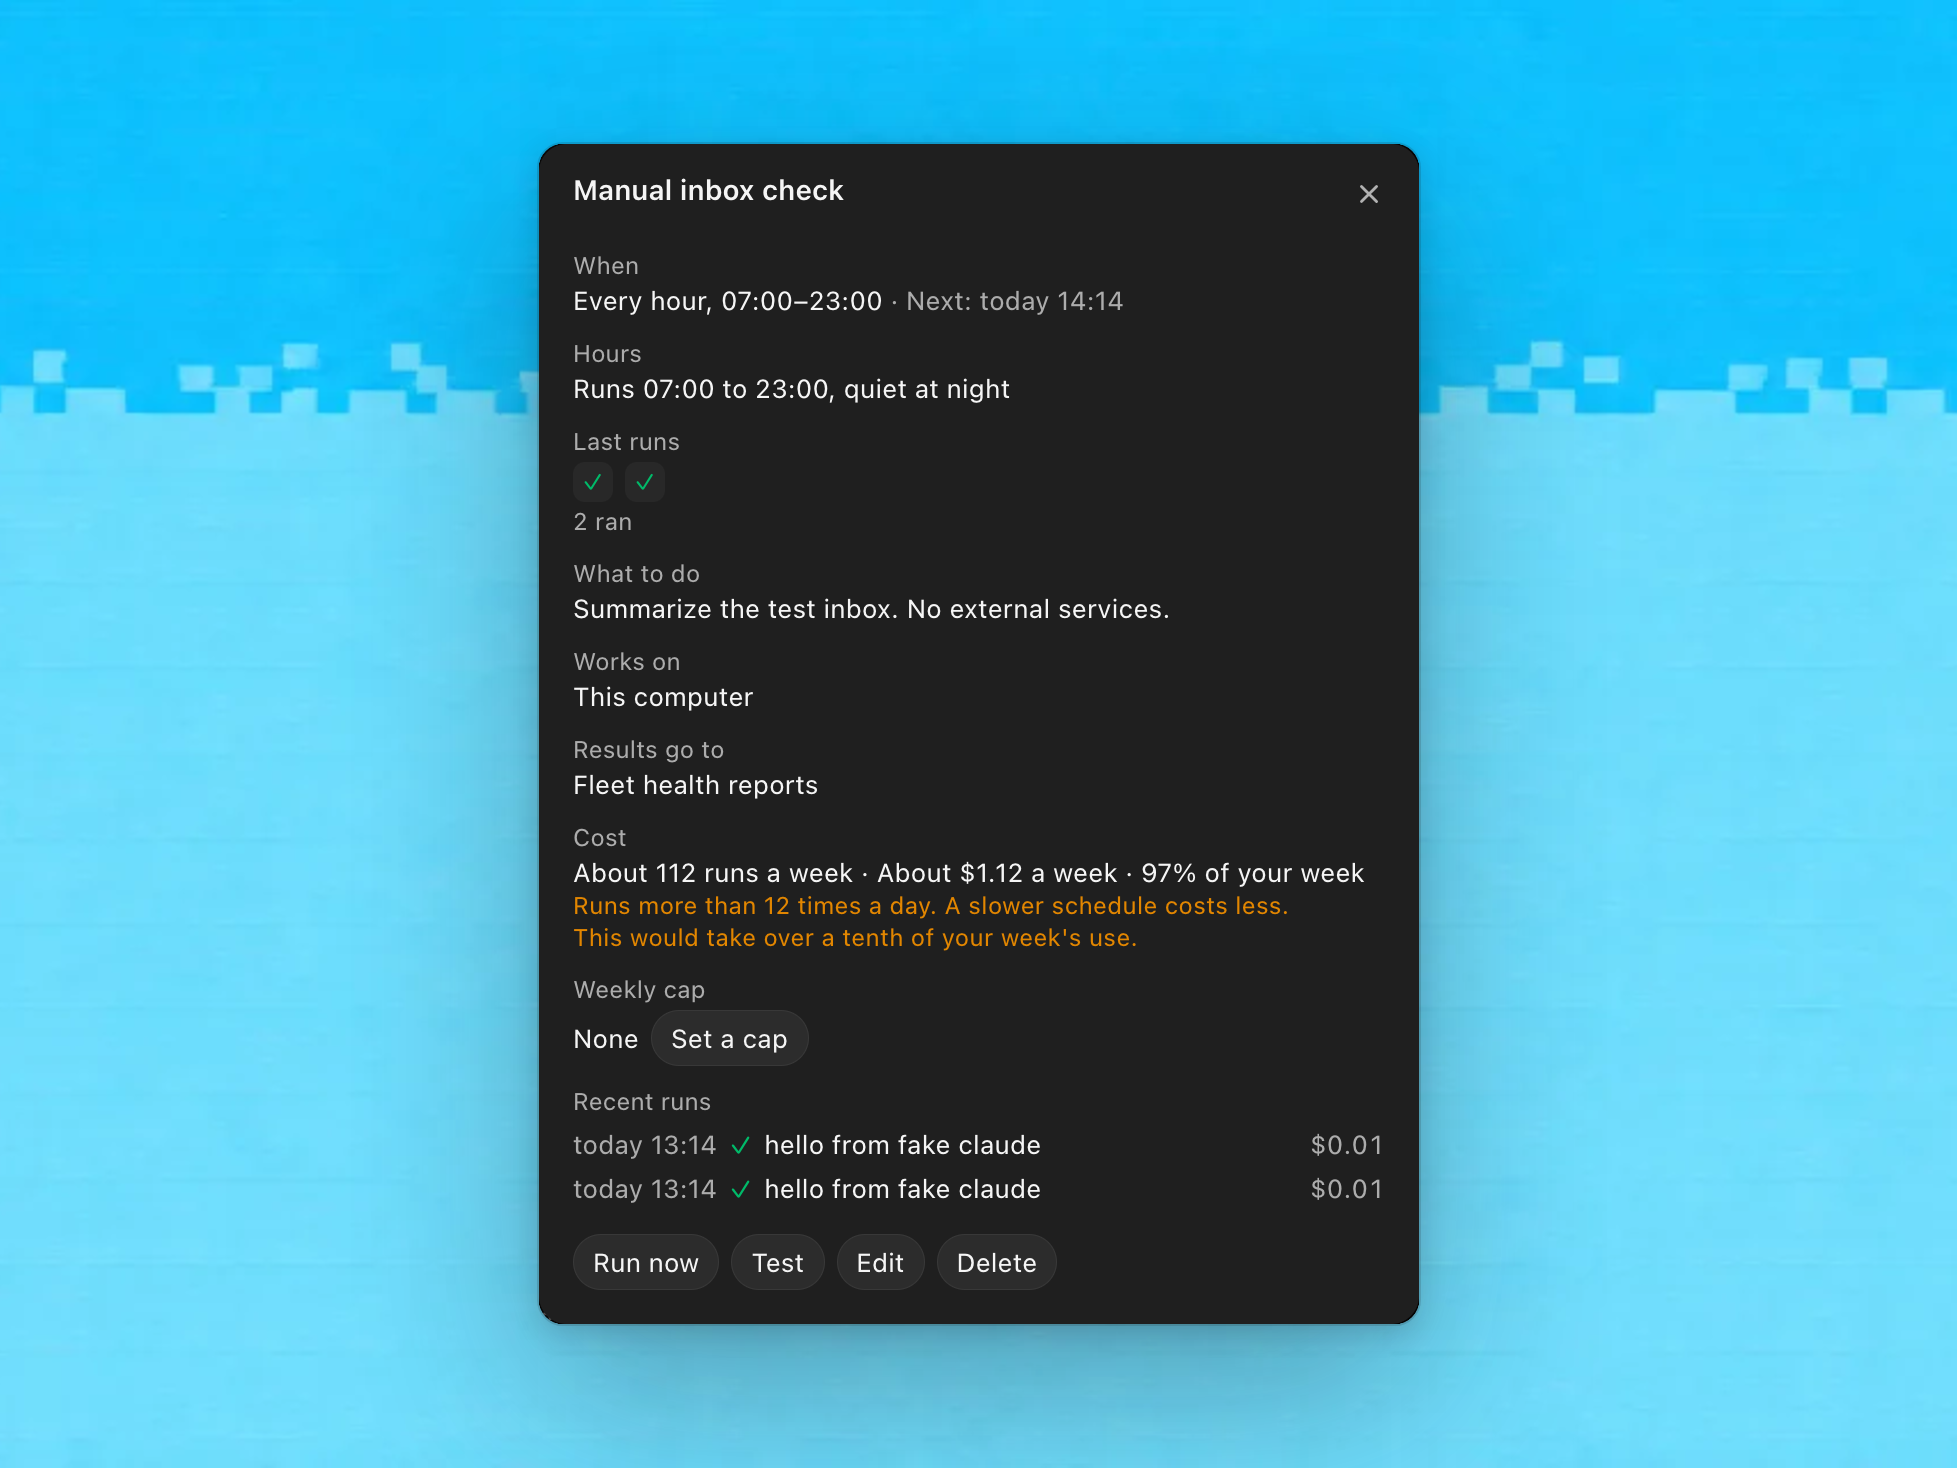 Manual inbox check
When
Every hour, 07:00–23:00 · Next: today 14:14
Hours
Runs 07:00 to 23:00, quiet at night
Last runs
2 ran
What to do
Summarize the test inbox. No external services.
Works on
This computer
Results go to
Fleet health reports
Cost
About 112 runs a week · About $1.12 a week · 97% of your week
Runs more than 12 times a day. A slower schedule costs less.
This would take over a tenth of your week's use.
Weekly cap
None Set a cap
Recent runs
today 13:14 ✓ hello from fake claude $0.01
today 13:14 ✓ hello from fake claude $0.01
Run now Test Edit Delete